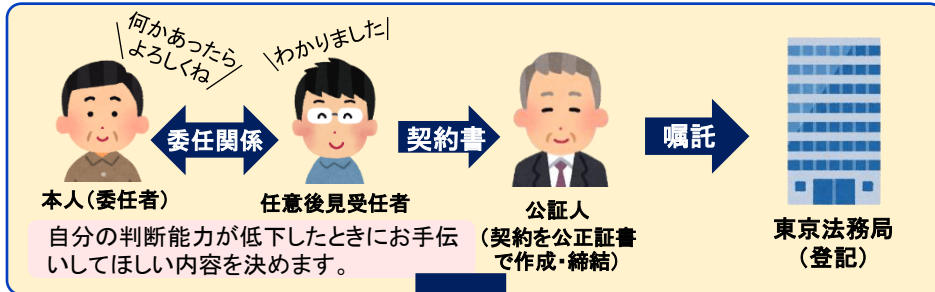 何かあったら
よろしくね
わかりました
委任関係
契約書
嘱託
本人(委任者)
任意後見受任者
公証人
(契約を公正証書
で作成・締結)
東京法務局
(登記)
自分の判断能力が低下したときにお手伝
いしてほしい内容を決めます。